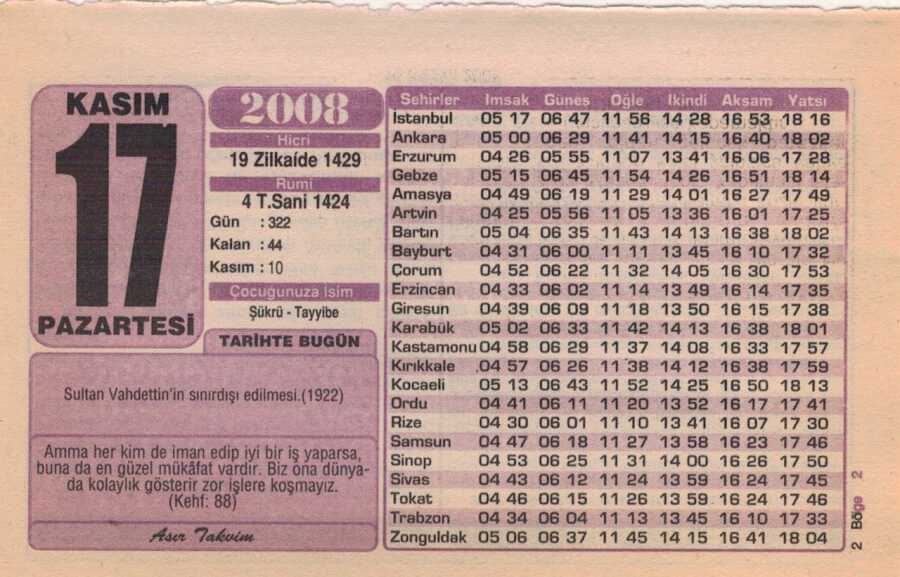 KASIM
17
PAZARTESİ
2008
Hicri
19 Zilkaíde 1429
Rumi
4 T.Sani 1424
Gün : 322
Kalan : 44
Kasım : 10
Çocuğunuza İsim
Şükrü - Tayyibe
TARİHTE BUGÜN
Sultan Vahdettin'in sınırdışı edilmesi.(1922)
Amma her kim de iman edip iyi bir iş yaparsa,
buna da en güzel mükâfat vardır. Biz ona dünya-
da kolaylık gösterir zor işlere koşmayız.
(Kehf: 88)
Asır Takvim
Şehirler İmsak Güneş Öğle İkindi Akşam Yatsı
İstanbul 05 17 06 47 11 56 14 28 16 53 18 16
Ankara 05 00 06 29 11 41 14 15 16 40 18 02
Erzurum 04 26 05 55 11 07 13 41 16 06 17 28
Gebze 05 15 06 45 11 54 14 26 16 51 18 14
Amasya 04 49 06 19 11 29 14 01 16 27 17 49
Artvin 04 25 05 56 11 05 13 36 16 01 17 25
Bartın 05 04 06 35 11 43 14 13 16 38 18 02
Bayburt 04 31 06 00 11 11 13 45 16 10 17 32
Çorum 04 52 06 22 11 32 14 05 16 30 17 53
Erzincan 04 33 06 02 11 14 13 49 16 14 17 35
Giresun 04 39 06 09 11 18 13 50 16 15 17 38
Karabük 05 02 06 33 11 42 14 13 16 38 18 01
Kastamonu 04 58 06 29 11 37 14 08 16 33 17 57
Kırıkkale 04 57 06 26 11 38 14 12 16 38 17 59
Kocaeli 05 13 06 43 11 52 14 25 16 50 18 13
Ordu 04 41 06 11 11 20 13 52 16 17 17 41
Rize 04 30 06 01 11 10 13 41 16 07 17 30
Samsun 04 47 06 18 11 27 13 58 16 23 17 46
Sinop 04 53 06 25 11 31 14 00 16 26 17 50
Sivas 04 43 06 12 11 24 13 59 16 24 17 45
Tokat 04 46 06 15 11 26 13 59 16 24 17 46
Trabzon 04 34 06 04 11 13 13 45 16 10 17 33
Zonguldak 05 06 06 37 11 45 14 15 16 41 18 04
2 Bölge 2